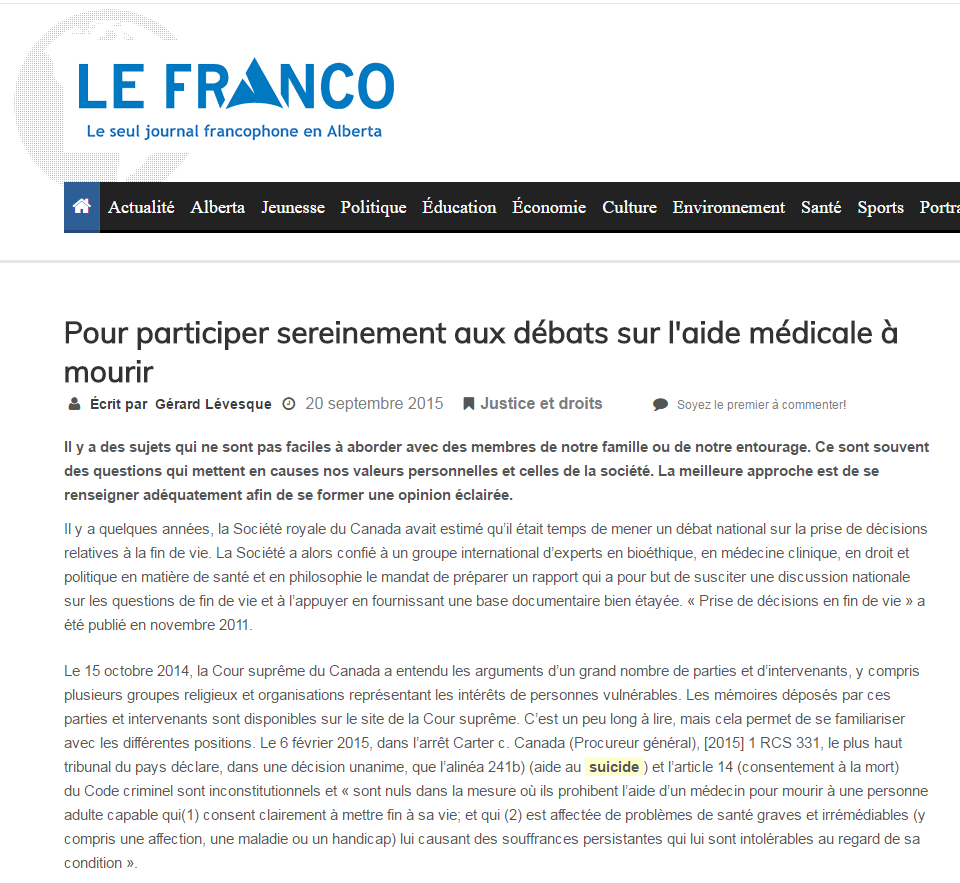 LE FRANCO
Le seul journal francophone en Alberta
Actualité Alberta Jeunesse Politique Éducation Économie Culture Environnement Santé Sports Portra
Pour participer sereinement aux débats sur l'aide médicale à
mourir
Écrit par Gérard Lévesque 20 septembre 2015 Justice et droits Soyez le premier à commenter!
Il y a des sujets qui ne sont pas faciles à aborder avec des membres de notre famille ou de notre entourage. Ce sont souvent
des questions qui mettent en causes nos valeurs personnelles et celles de la société. La meilleure approche est de se
renseigner adéquatement afin de se former une opinion éclairée.
Il y a quelques années, la Société royale du Canada avait estimé qu’il était temps de mener un débat national sur la prise de décisions
relatives à la fin de vie. La Société a alors confié à un groupe international d’experts en bioéthique, en médecine clinique, en droit et
politique en matière de santé et en philosophie le mandat de préparer un rapport qui a pour but de susciter une discussion nationale
sur les questions de fin de vie et à l’appuyer en fournissant une base documentaire bien étayée. « Prise de décisions en fin de vie » a
été publié en novembre 2011.
Le 15 octobre 2014, la Cour suprême du Canada a entendu les arguments d’un grand nombre de parties et d’intervenants, y compris
plusieurs groupes religieux et organisations représentant les intérêts de personnes vulnérables. Les mémoires déposés par ces
parties et intervenants sont disponibles sur le site de la Cour suprême. C’est un peu long à lire, mais cela permet de se familiariser
avec les différentes positions. Le 6 février 2015, dans l’arrêt Carter c. Canada (Procureur général), [2015] 1 RCS 331, le plus haut
tribunal du pays déclare, dans une décision unanime, que l’alinéa 241b) (aide au suicide ) et l’article 14 (consentement à la mort)
du Code criminel sont inconstitutionnels et « sont nuls dans la mesure où ils prohibent l’aide d’un médecin pour mourir à une personne
adulte capable qui(1) consent clairement à mettre fin à sa vie; et qui (2) est affectée de problèmes de santé graves et irrémédiables (y
compris une affection, une maladie ou un handicap) lui causant des souffrances persistantes qui lui sont intolérables au regard de sa
condition ».